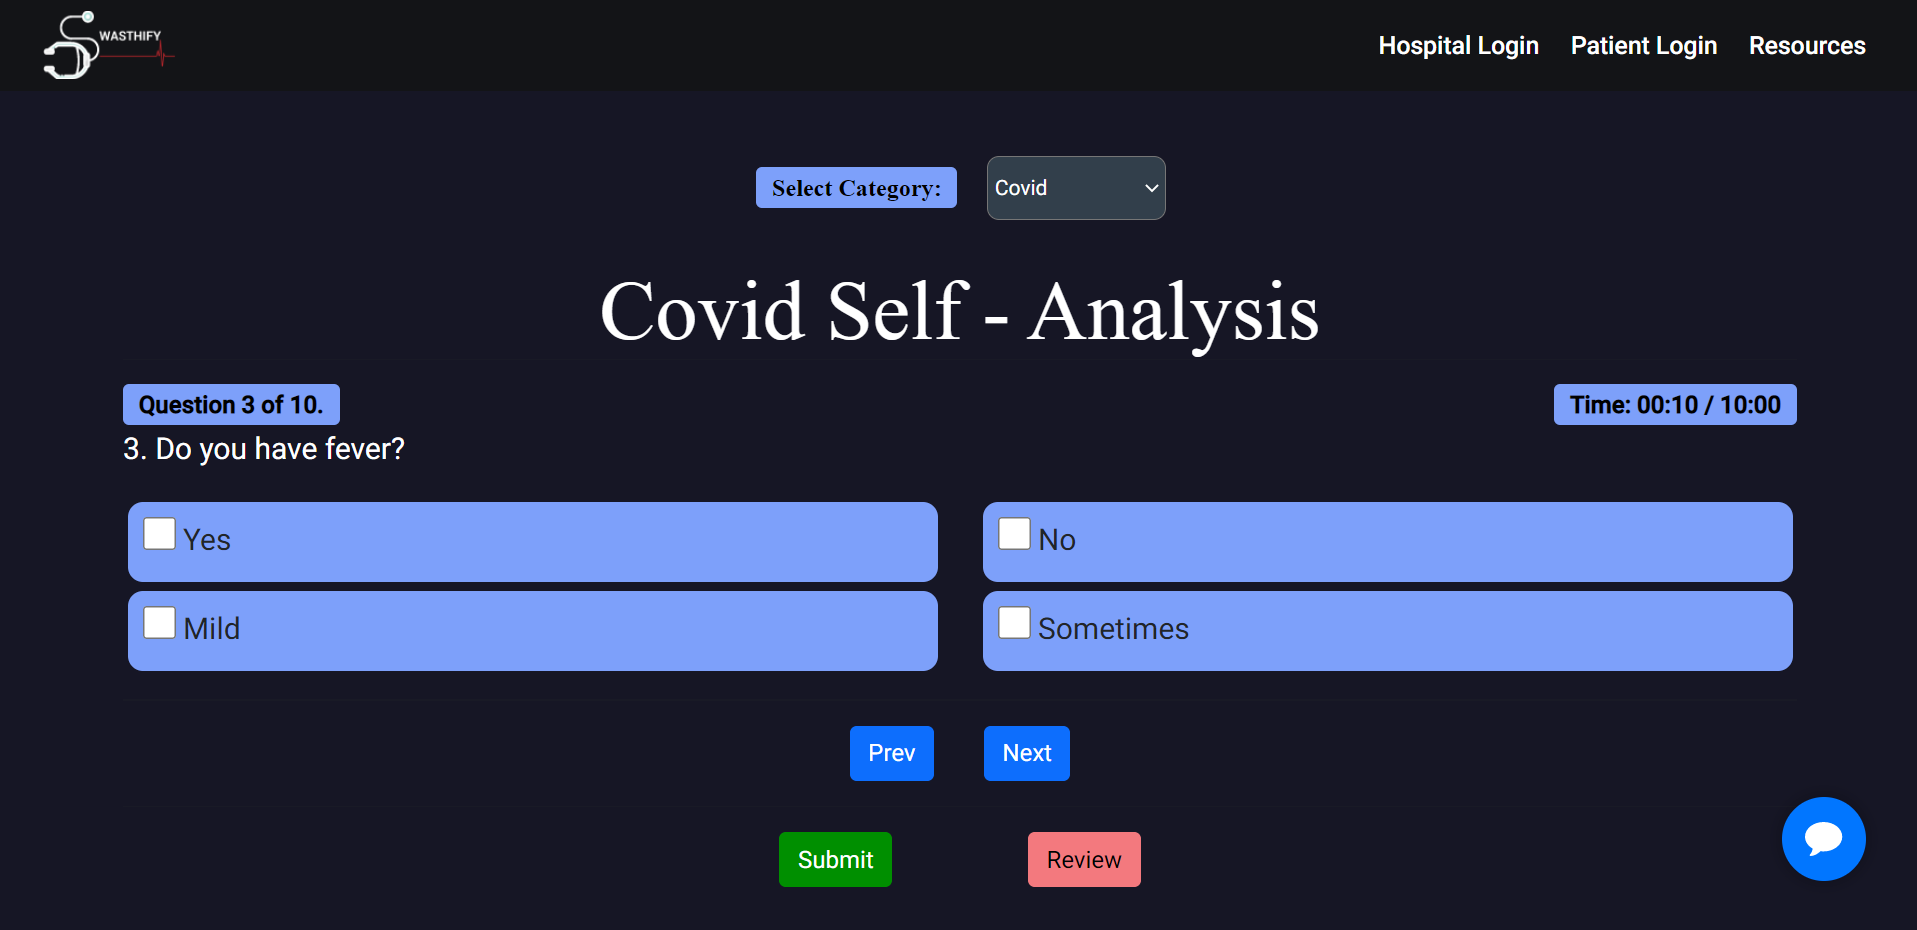 WASTHIFY
Hospital Login Patient Login Resources
Select Category: Covid
Covid Self - Analysis
Question 3 of 10. Time: 00:10 / 10:00
3. Do you have fever?
Yes No
Mild Sometimes
Prev Next
Submit Review